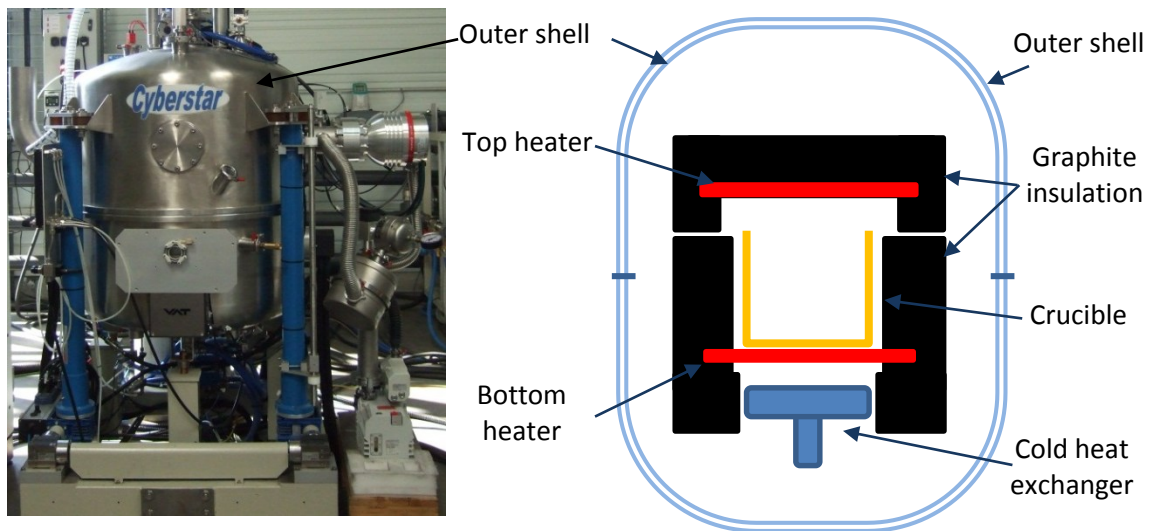 Outer shell
Outer shell
Cyberstar
Top heater
Graphite
insulation
VAT
Crucible
Bottom
heater
Cold heat
exchanger